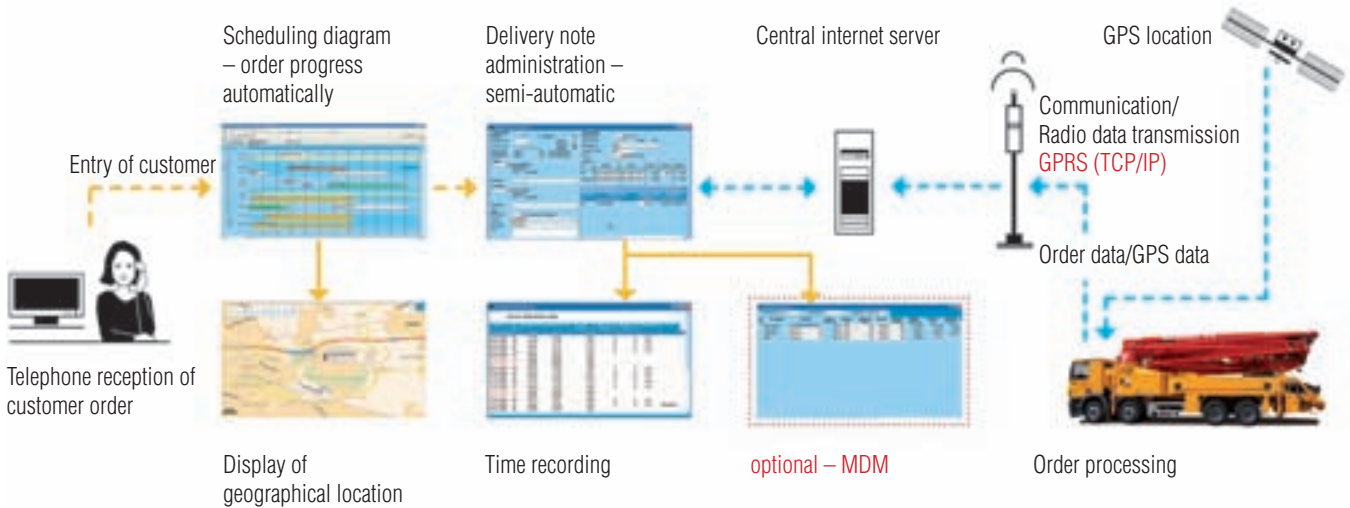 Scheduling diagram
– order progress
automatically
Delivery note
administration –
semi-automatic
Central internet server
GPS location
Communication/
Radio data transmission
GPRS (TCP/IP)
Entry of customer
Order data/GPS data
Telephone reception of
customer order
Display of
geographical location
Time recording
optional – MDM
Order processing